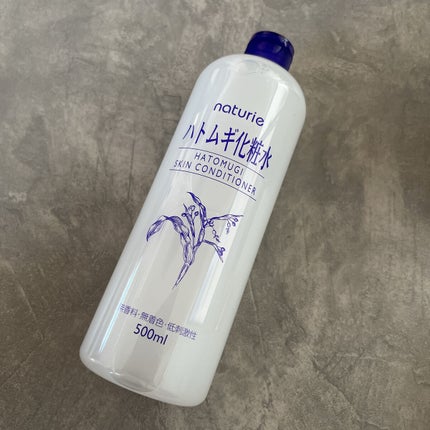 naturie
ハトムギ化粧水
HATOMUGI
SKIN CONDITIONER
無香料・無着色・低刺激性
500ml